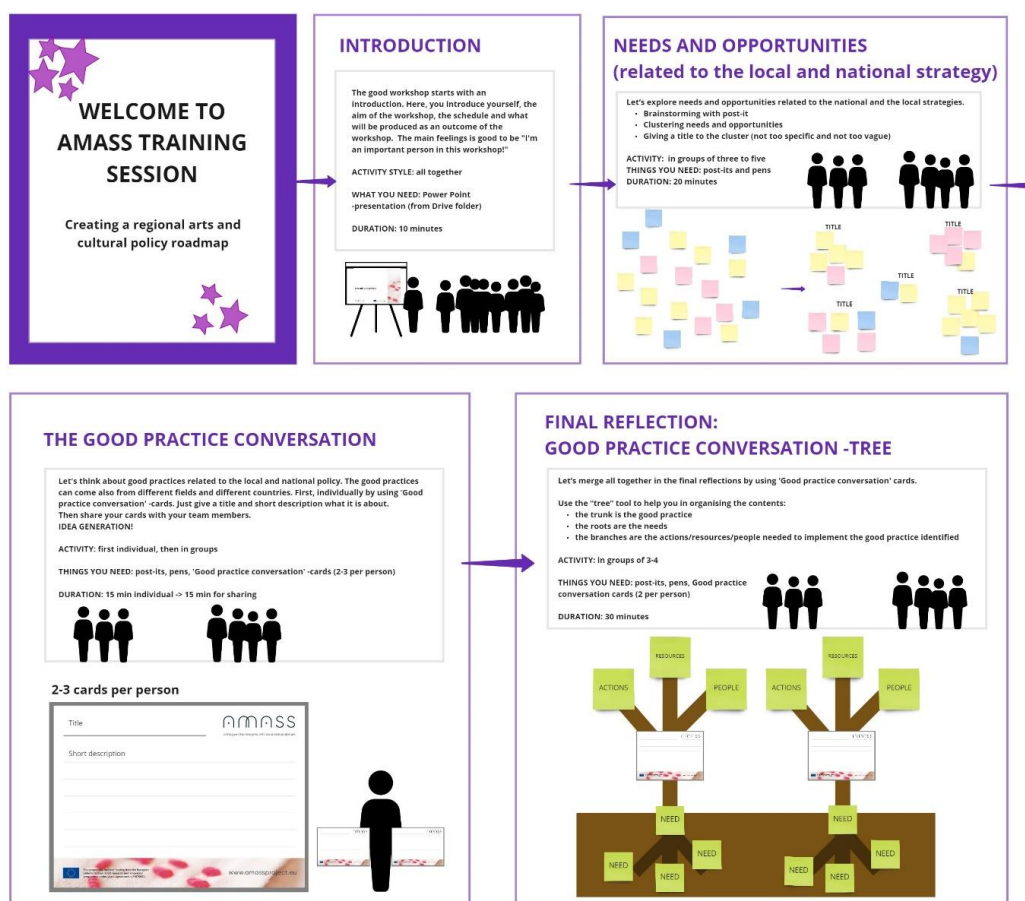 WELCOME TO
AMASS TRAINING
SESSION
Creating a regional arts and
cultural policy roadmap
INTRODUCTION
The good workshop starts with an
introduction. Here, you introduce yourself, the
aim of the workshop, the schedule and what
will be produced as an outcome of the
workshop. The main feelings is good to be "I'm
an important person in this workshop!"
ACTIVITY STYLE: all together
WHAT YOU NEED: Power Point
-presentation (from Drive folder)
DURATION: 10 minutes
NEEDS AND OPPORTUNITIES
(related to the local and national strategy)
Let's explore needs and opportunities related to the national and the local strategies.
• Brainstorming with post-it
• Clustering needs and opportunities
• Giving a title to the cluster (not too specific and not too vague)
ACTIVITY: in groups of three to five
THINGS YOU NEED: post-its and pens
DURATION: 20 minutes
TITLE
TITLE
TITLE
TITLE
TITLE
THE GOOD PRACTICE CONVERSATION
Let's think about good practices related to the local and national policy. The good practices
can come also from different fields and different countries. First, individually by using 'Good
practice conversation' -cards. Just give a title and short description what it is about.
Then share your cards with your team members.
IDEA GENERATION!
ACTIVITY: first individual, then in groups
THINGS YOU NEED: post-its, pens, 'Good practice conversation' -cards (2-3 per person)
DURATION: 15 min individual -> 15 min for sharing
2-3 cards per person
Title
AMASS
Short description
www.amassproject.eu
FINAL REFLECTION:
GOOD PRACTICE CONVERSATION -TREE
Let's merge all together in the final reflections by using 'Good practice conversation' cards.
Use the "tree" tool to help you in organising the contents:
• the trunk is the good practice
• the roots are the needs
• the branches are the actions/resources/people needed to implement the good practice identified
ACTIVITY: In groups of 3-4
THINGS YOU NEED: post-its, pens, Good practice
conversation cards (2 per person)
DURATION: 30 minutes
RESOURCES
RESOURCES
ACTIONS
PEOPLE
ACTIONS
PEOPLE
AMASS
AMASS
NEED
NEED
NEED
NEED
NEED
NEED
NEED
NEED